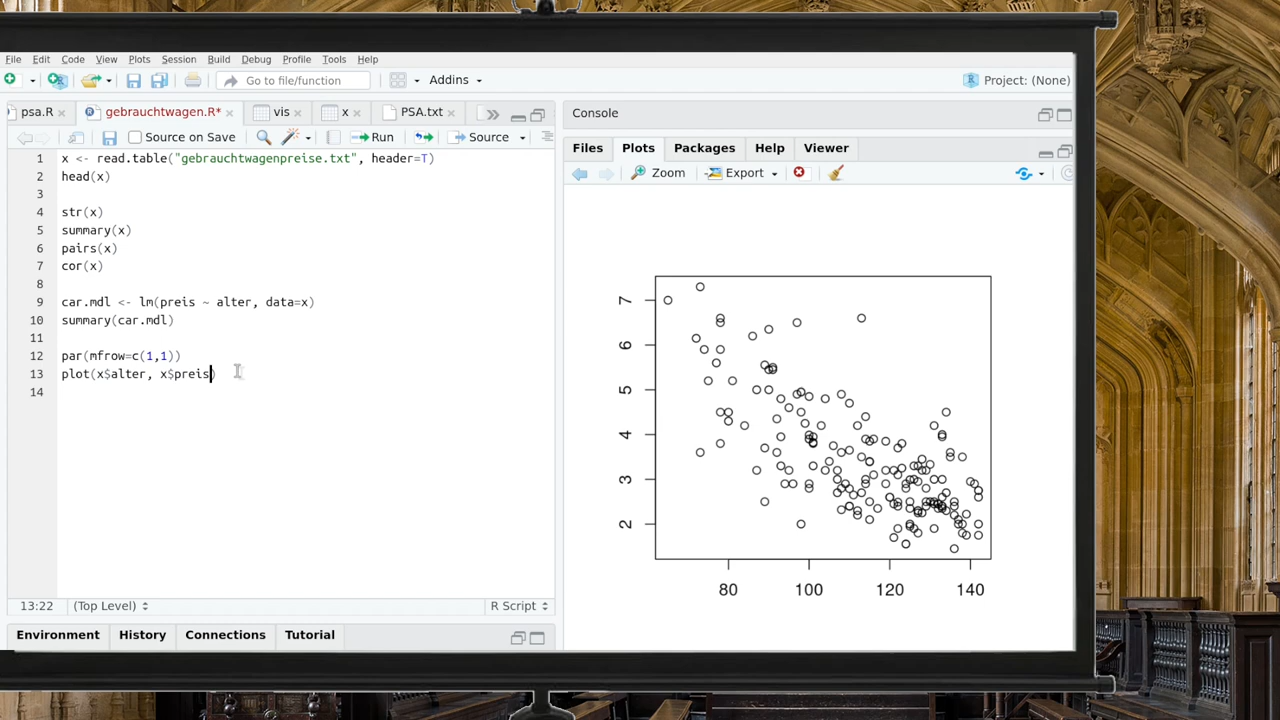 File Edit Code View Plots Session Build Debug Profile Tools Help
Go to file/function Addins Project: (None)
psa.R gebrauchtwagen.R* vis x PSA.txt
Source on Save Run Source
1 x <- read.table("gebrauchtwagenpreise.txt", header=T)
2 head(x)
3
4 str(x)
5 summary(x)
6 pairs(x)
7 cor(x)
8
9 car.mdl <- lm(preis ~ alter, data=x)
10 summary(car.mdl)
11
12 par(mfrow=c(1,1))
13 plot(x$alter, x$preis)
14
13:22 (Top Level) R Script
Environment History Connections Tutorial
Console
Files Plots Packages Help Viewer
Zoom Export
7
6
5
4
3
2
80 100 120 140